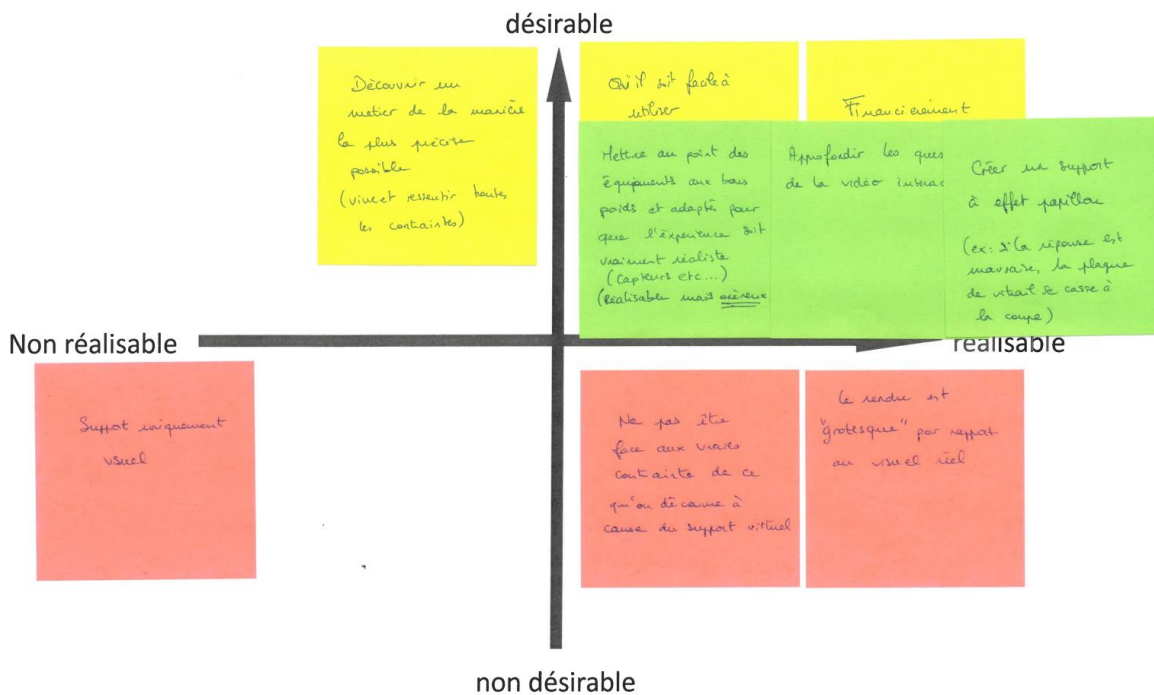 désirable
Découvrir un
métier de la manière
la plus précise
possible
(vivre et ressentir toutes
les contraintes)
Qu'il soit facile à
utiliser
Financièrement
Mettre au point des
équipements aux bons
poids et adaptés pour
que l'expérience soit
vraiment réaliste
(capteurs etc...)
(Réalisable mais onéreux
Approfondir les ques
de la vidéo interac
Créer un support
à effet papillon
(ex: si la réponse est
mauvaise, la plaque
de vitrail se casse à
la coupe)
Non réalisable
réalisable
Support uniquement
visuel
Ne pas être
face aux vraies
contrainte de ce
qu'on découvre à
cause du support virtuel
Le rendu est
"grotesque" par rapport
au visuel réel
non désirable